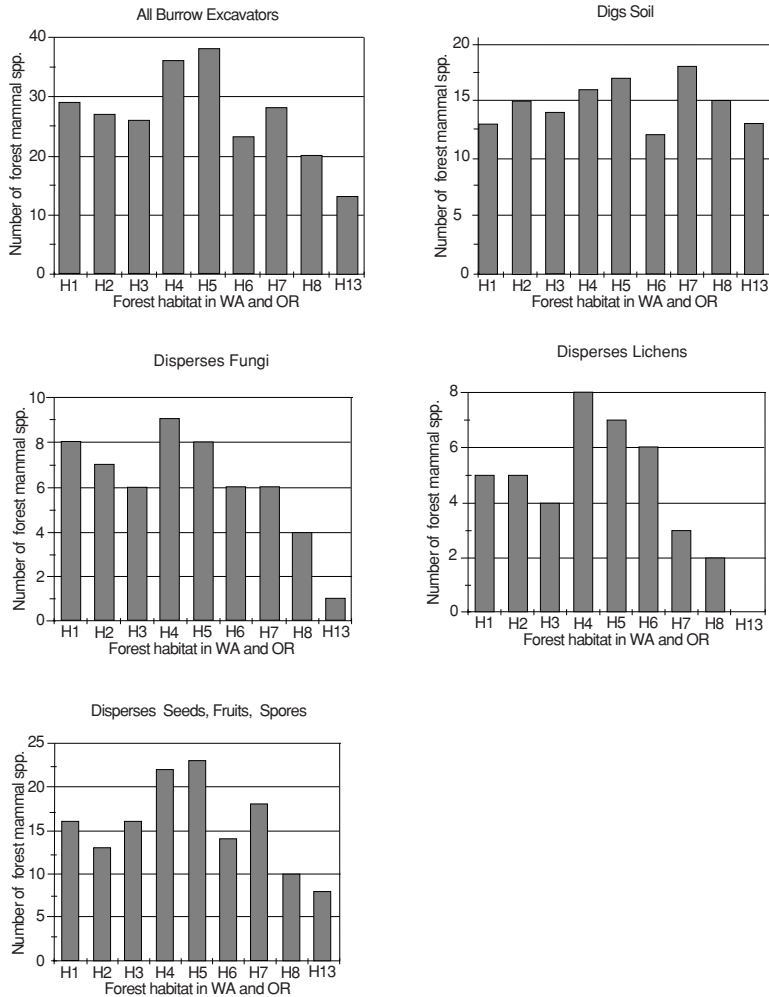 All Burrow Excavators
Number of forest mammal spp.
40
30
20
10
0
H1 H2 H3 H4 H5 H6 H7 H8 H13
Forest habitat in WA and OR
Digs Soil
Number of forest mammal spp.
20
15
10
5
0
H1 H2 H3 H4 H5 H6 H7 H8 H13
Forest habitat in WA and OR
Disperses Fungi
Number of forest mammal spp.
10
8
6
4
2
0
H1 H2 H3 H4 H5 H6 H7 H8 H13
Forest habitat in WA and OR
Disperses Lichens
Number of forest mammal spp.
8
6
4
2
0
H1 H2 H3 H4 H5 H6 H7 H8 H13
Forest habitat in WA and OR
Disperses Seeds, Fruits, Spores
Number of forest mammal spp.
25
20
15
10
5
0
H1 H2 H3 H4 H5 H6 H7 H8 H13
Forest habitat in WA and OR